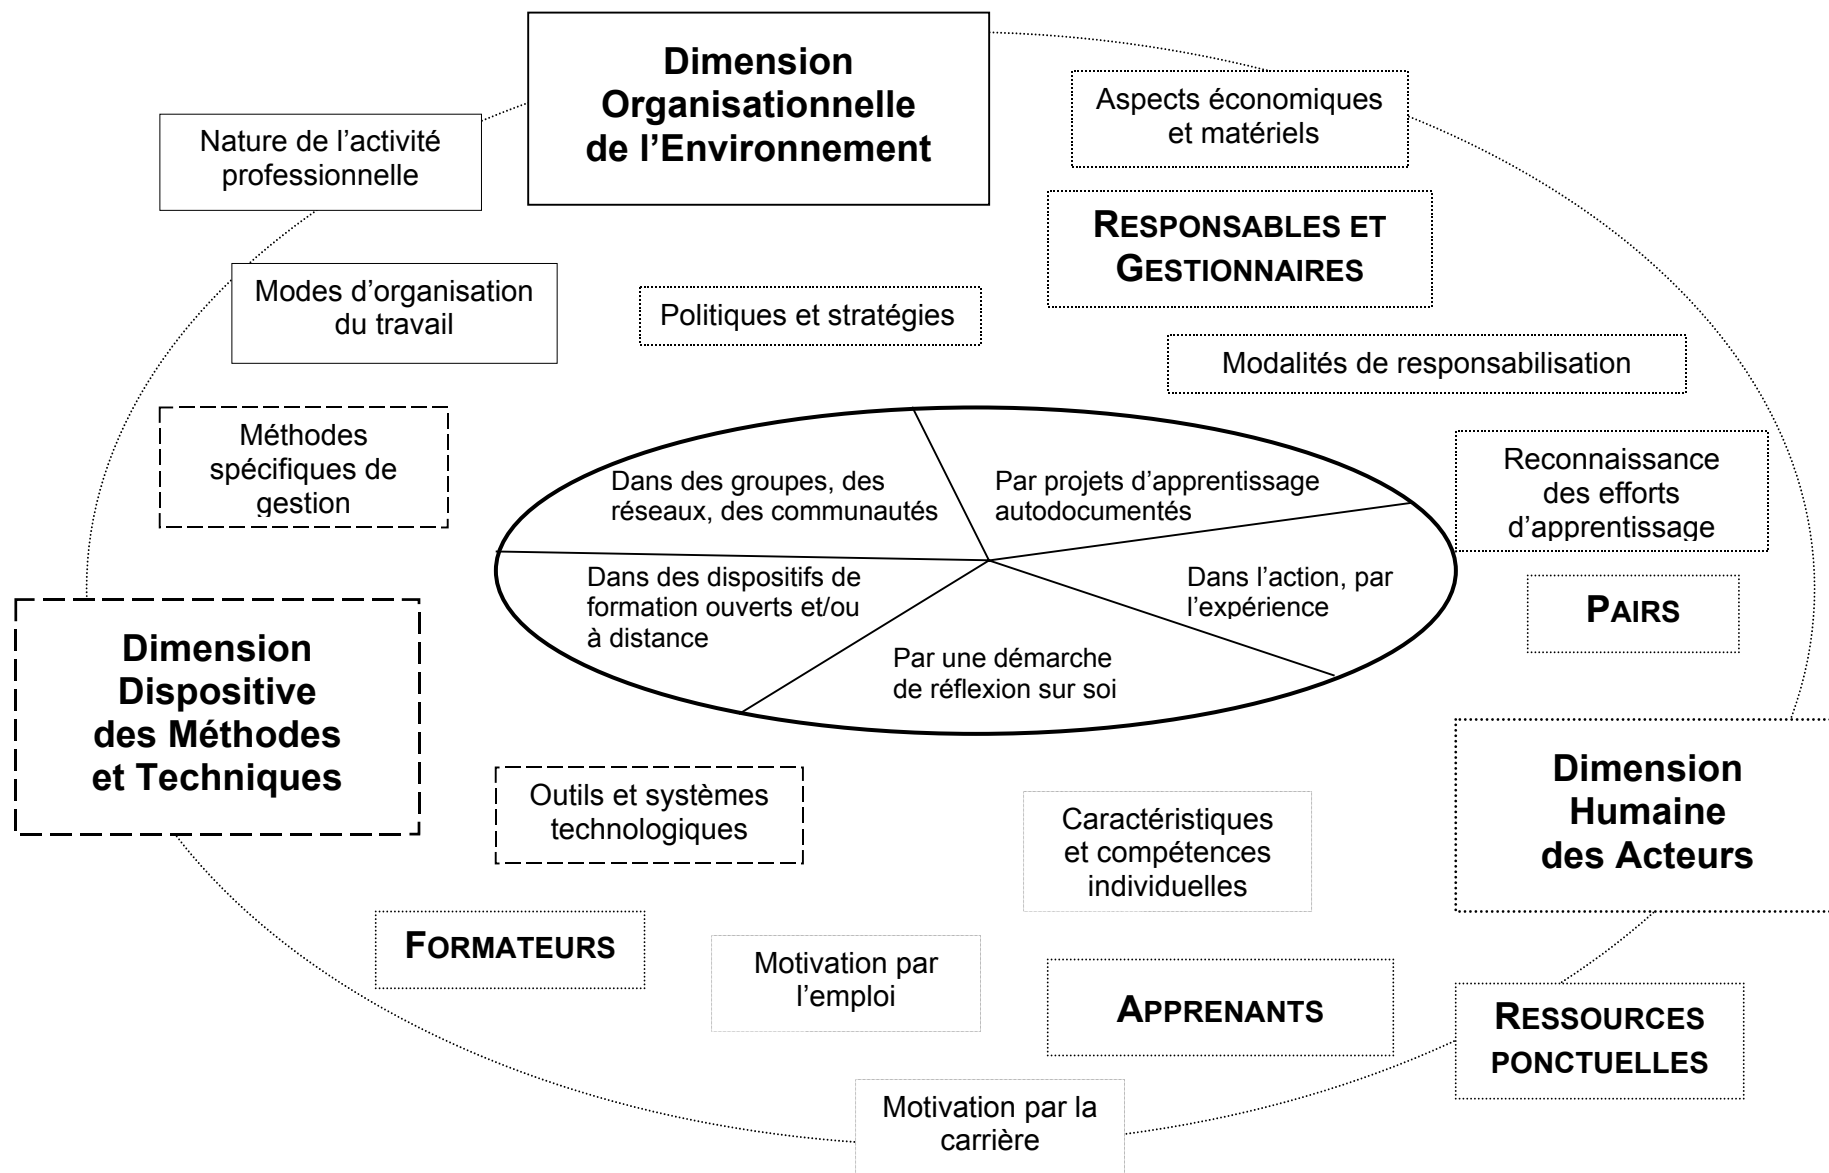 Dimension
Organisationnelle
de l’Environnement
Aspects économiques
et matériels
Nature de l’activité
professionnelle
RESPONSABLES ET
GESTIONNAIRES
Modes d’organisation
du travail
Politiques et stratégies
Modalités de responsabilisation
Méthodes
spécifiques de
gestion
Reconnaissance
des efforts
d’apprentissage
Dans des groupes, des
réseaux, des communautés
Par projets d’apprentissage
autodocumentés
Dans des dispositifs de
formation ouverts et/ou
à distance
Dans l’action, par
l’expérience
Par une démarche
de réflexion sur soi
PAIRS
Dimension
Dispositive
des Méthodes
et Techniques
Dimension
Humaine
des Acteurs
Outils et systèmes
technologiques
Caractéristiques
et compétences
individuelles
FORMATEURS
Motivation par
l’emploi
APPRENANTS
RESSOURCES
PONCTUELLES
Motivation par la
carrière